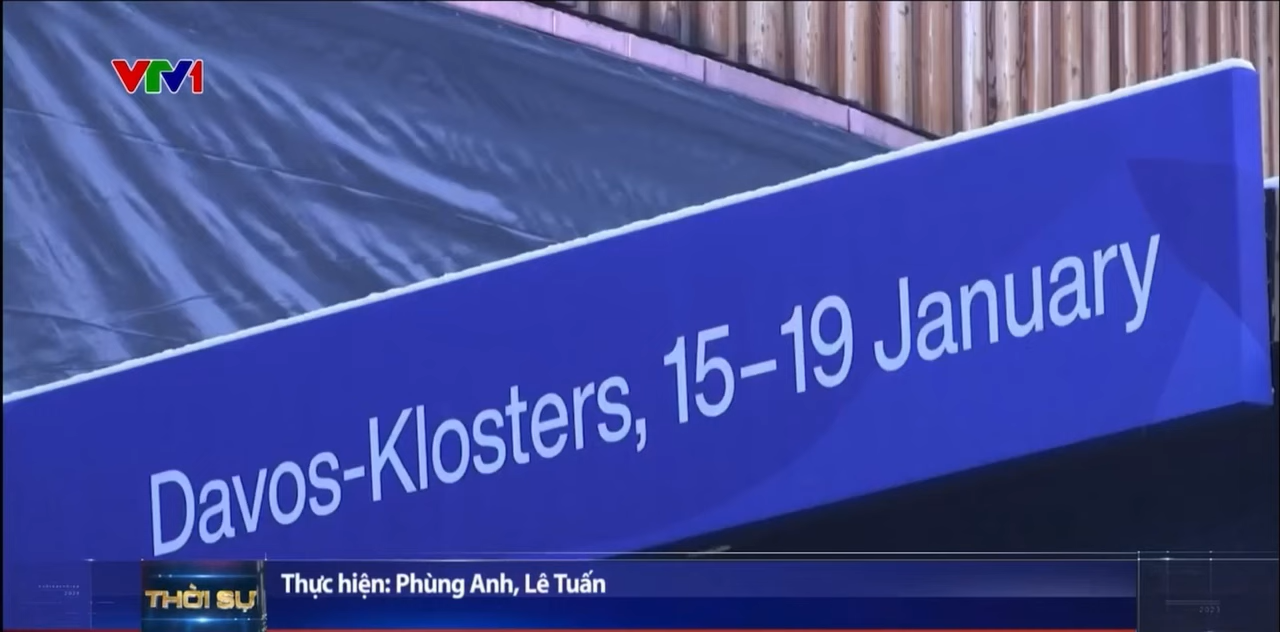 VTV1
Davos-Klosters, 15–19 January
Thực hiện: Phùng Anh, Lê Tuấn
THỜI SỰ